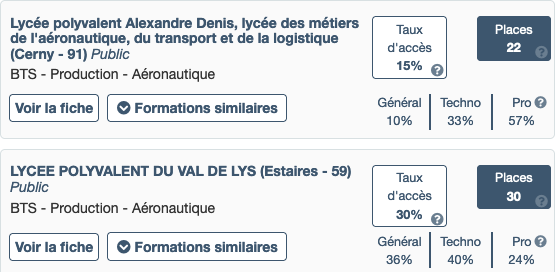 Lycée polyvalent Alexandre Denis, lycée des métiers
de l'aéronautique, du transport et de la logistique
(Cerny - 91) Public
BTS - Production - Aéronautique
Taux
d'accès
15% ?
Places
22 ?
Voir la fiche
Formations similaires
Général Techno Pro ?
10% 33% 57%
LYCEE POLYVALENT DU VAL DE LYS (Estaires - 59)
Public
BTS - Production - Aéronautique
Taux
d'accès
30% ?
Places
30 ?
Voir la fiche
Formations similaires
Général Techno Pro ?
36% 40% 24%